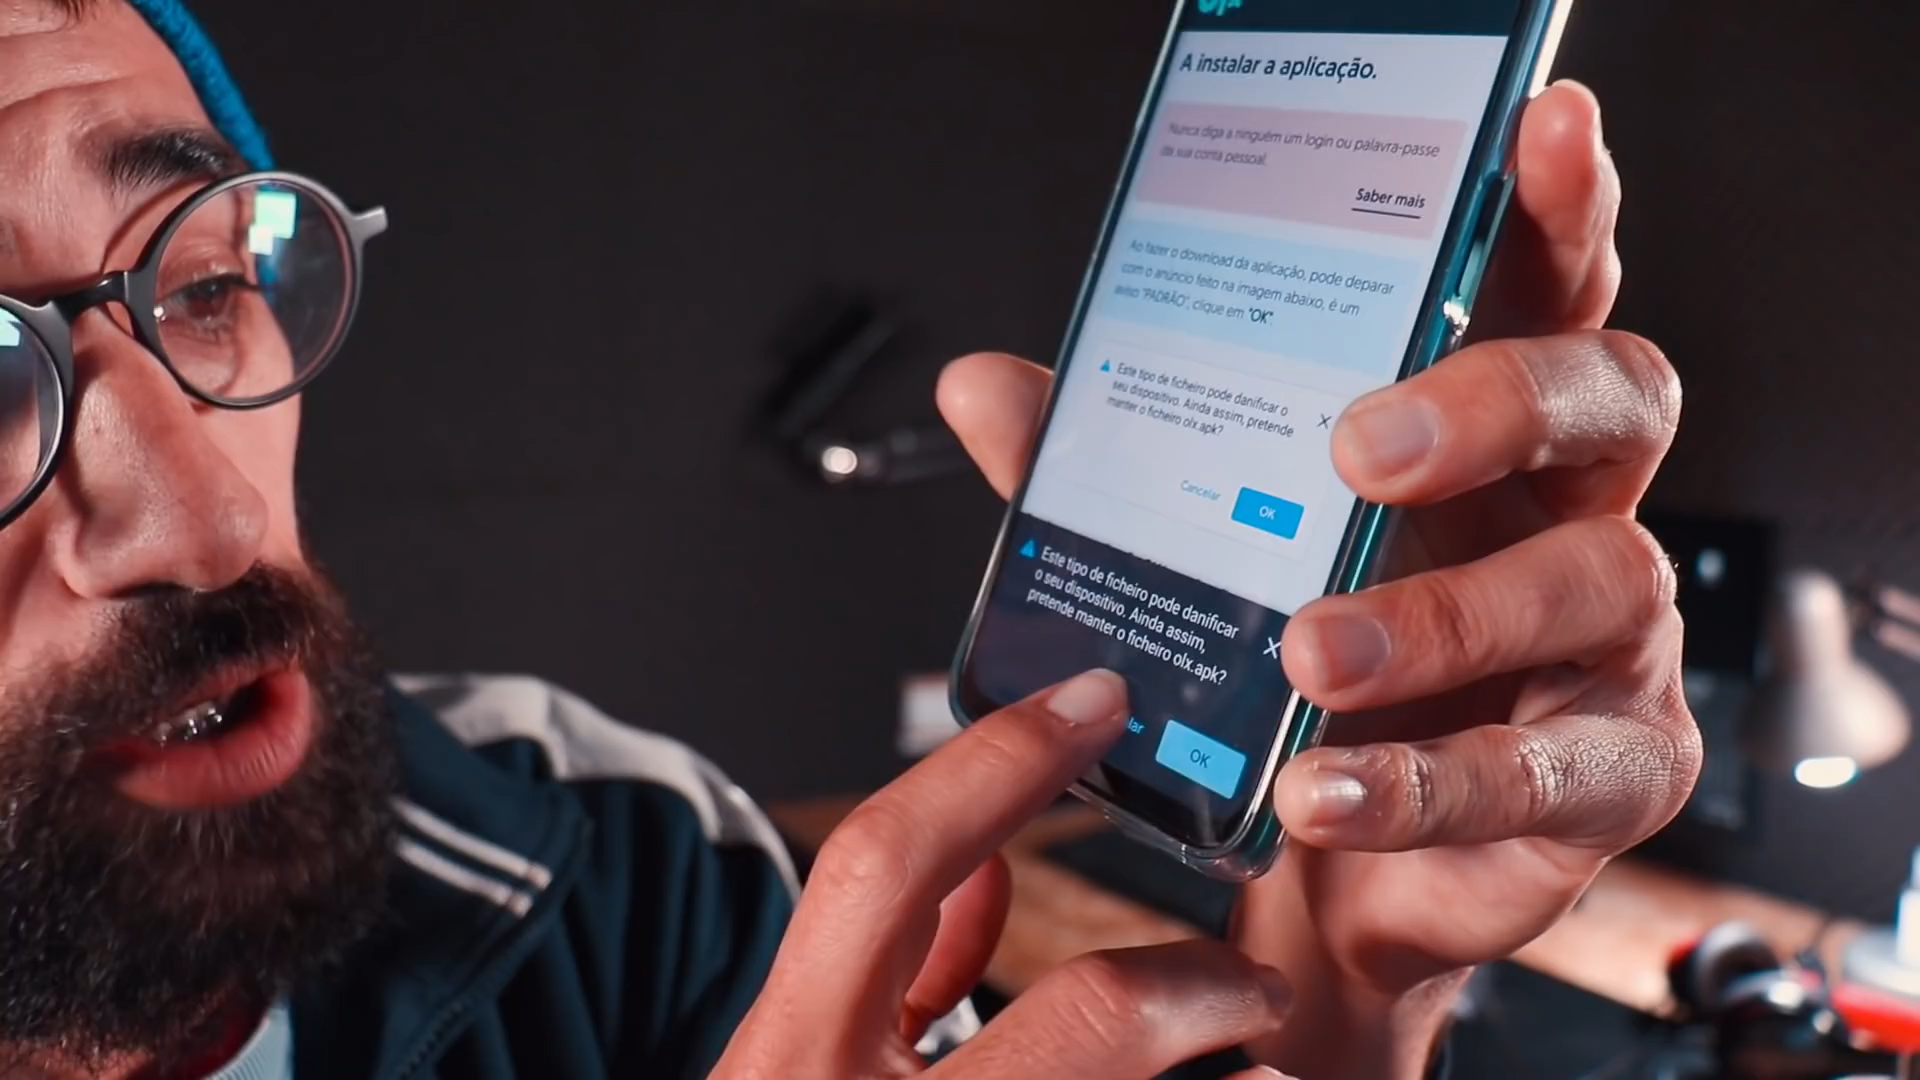 A instalar a aplicação.
Nunca diga a ninguém um login ou palavra-passe
da sua conta pessoal.
Saber mais
Ao fazer o download da aplicação, pode deparar
com o anúncio feito na imagem abaixo, é um
aviso "PADRÃO", clique em "OK".
Este tipo de ficheiro pode danificar o
seu dispositivo. Ainda assim, pretende
manter o ficheiro olx.apk?
Cancelar
OK
Este tipo de ficheiro pode danificar
o seu dispositivo. Ainda assim,
pretende manter o ficheiro olx.apk?
OK